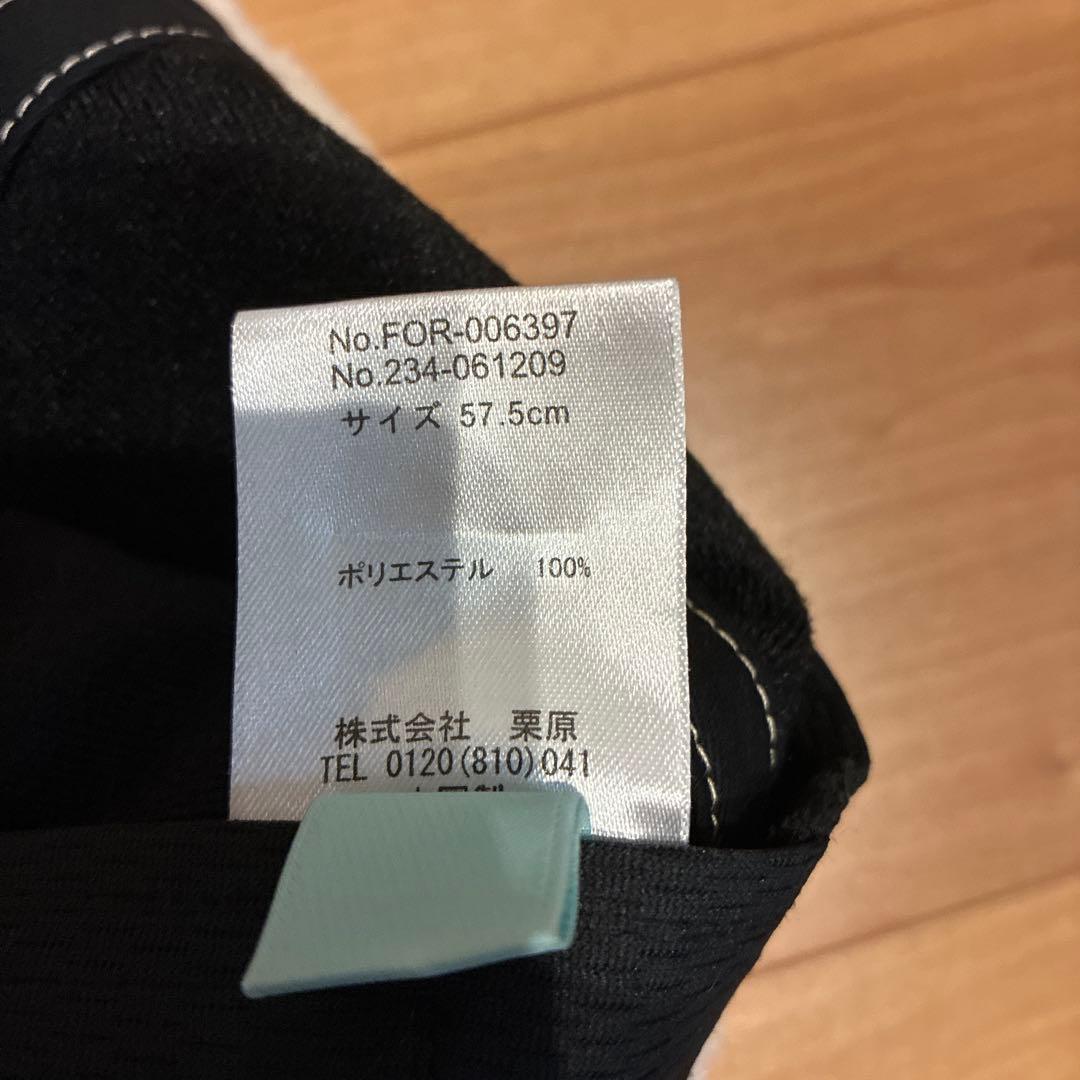 No.FOR-006397
No.234-061209
サイズ 57.5cm
ポリエステル 100%
株式会社 栗原
TEL 0120(810)041